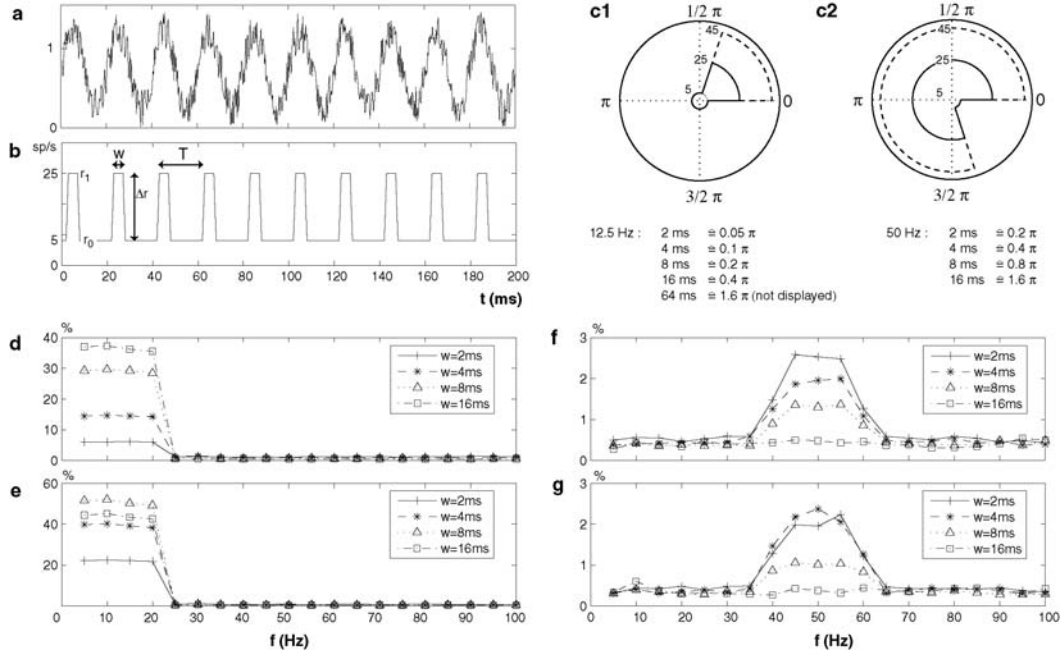 a
1
0
b
sp/s
25
5
r1
r0
w
T
Δr
0 20 40 60 80 100 120 140 160 180 200
t (ms)
c1
1/2 π
45
25
5
π
0
3/2 π
12.5 Hz : 2 ms ≙ 0.05 π
4 ms ≙ 0.1 π
8 ms ≙ 0.2 π
16 ms ≙ 0.4 π
64 ms ≙ 1.6 π (not displayed)
c2
1/2 π
45
25
5
π
0
3/2 π
50 Hz : 2 ms ≙ 0.2 π
4 ms ≙ 0.4 π
8 ms ≙ 0.8 π
16 ms ≙ 1.6 π
d
%
40
30
20
10
0
w=2ms
w=4ms
w=8ms
w=16ms
e
%
60
40
20
0
w=2ms
w=4ms
w=8ms
w=16ms
0 10 20 30 40 50 60 70 80 90 100
f (Hz)
f
%
3
2
1
0
w=2ms
w=4ms
w=8ms
w=16ms
g
%
3
2
1
0
w=2ms
w=4ms
w=8ms
w=16ms
0 10 20 30 40 50 60 70 80 90 100
f (Hz)